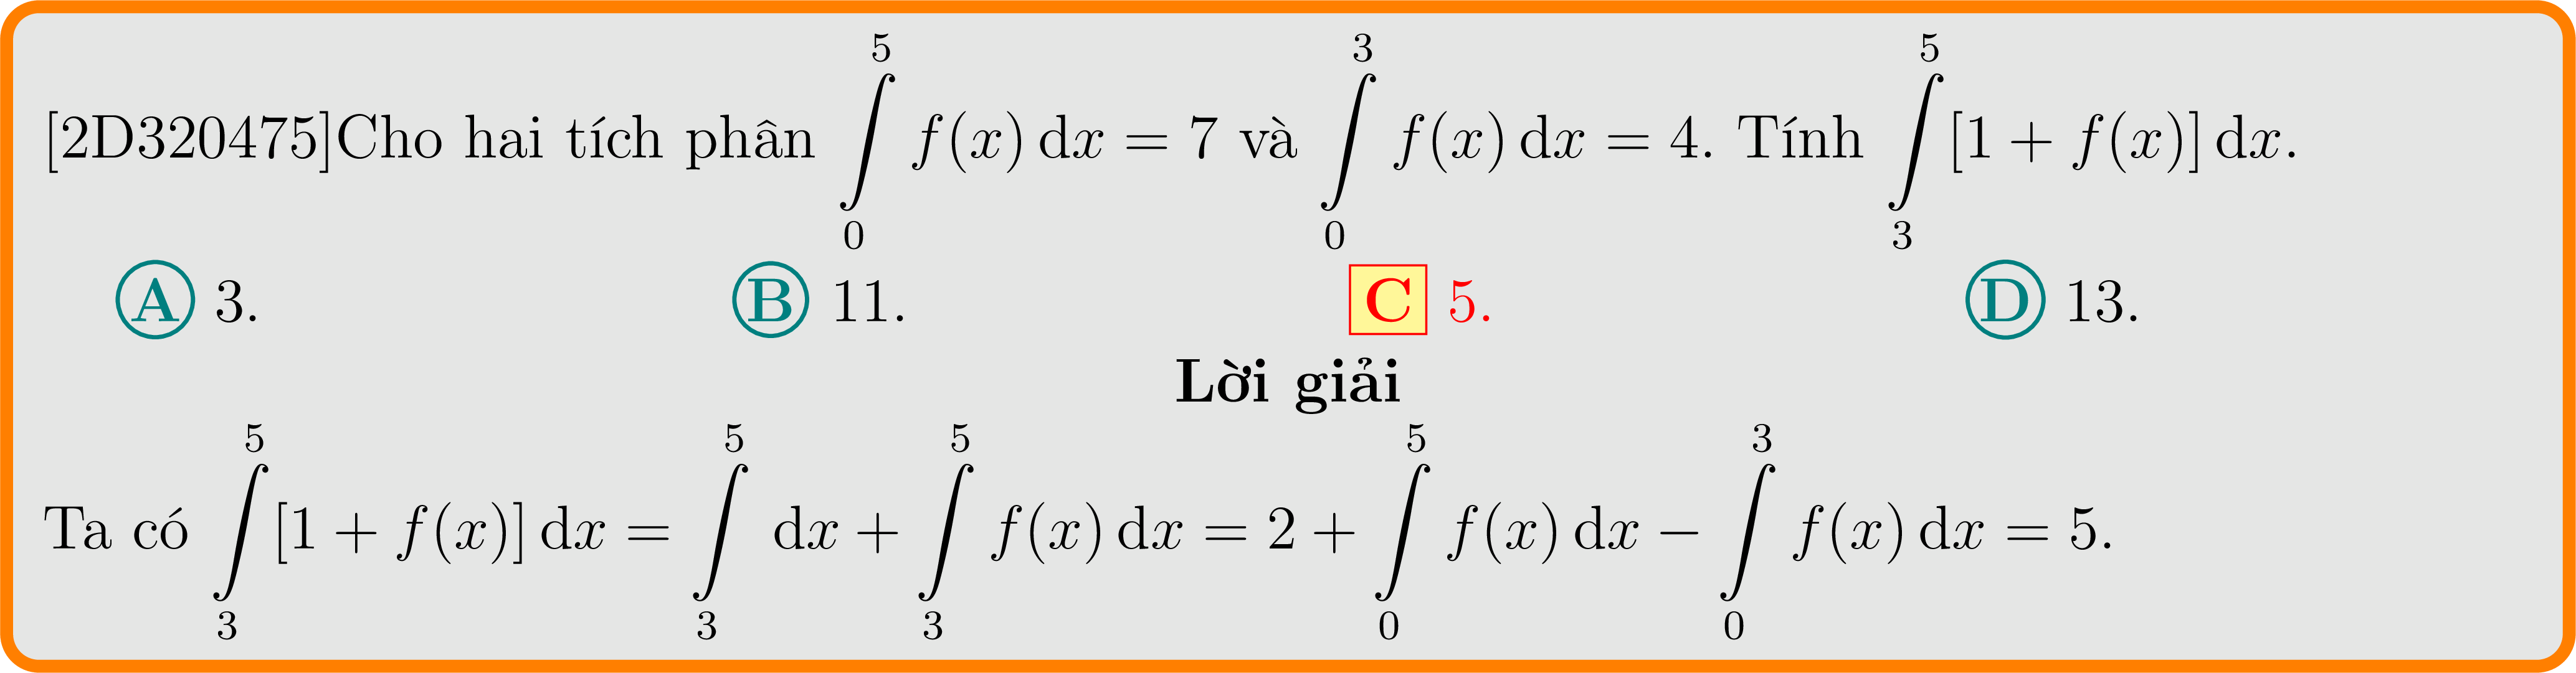 [2D320475]Cho hai tích phân $\int\limits_0^5 f(x)\,\mathrm{d}x = 7$ và $\int\limits_0^3 f(x)\,\mathrm{d}x = 4$. Tính $\int\limits_3^5 [1 + f(x)]\,\mathrm{d}x$.
A 3. B 11. C 5. D 13.
Lời giải
Ta có $\int\limits_3^5 [1 + f(x)]\,\mathrm{d}x = \int\limits_3^5 \mathrm{d}x + \int\limits_3^5 f(x)\,\mathrm{d}x = 2 + \int\limits_0^5 f(x)\,\mathrm{d}x - \int\limits_0^3 f(x)\,\mathrm{d}x = 5$.